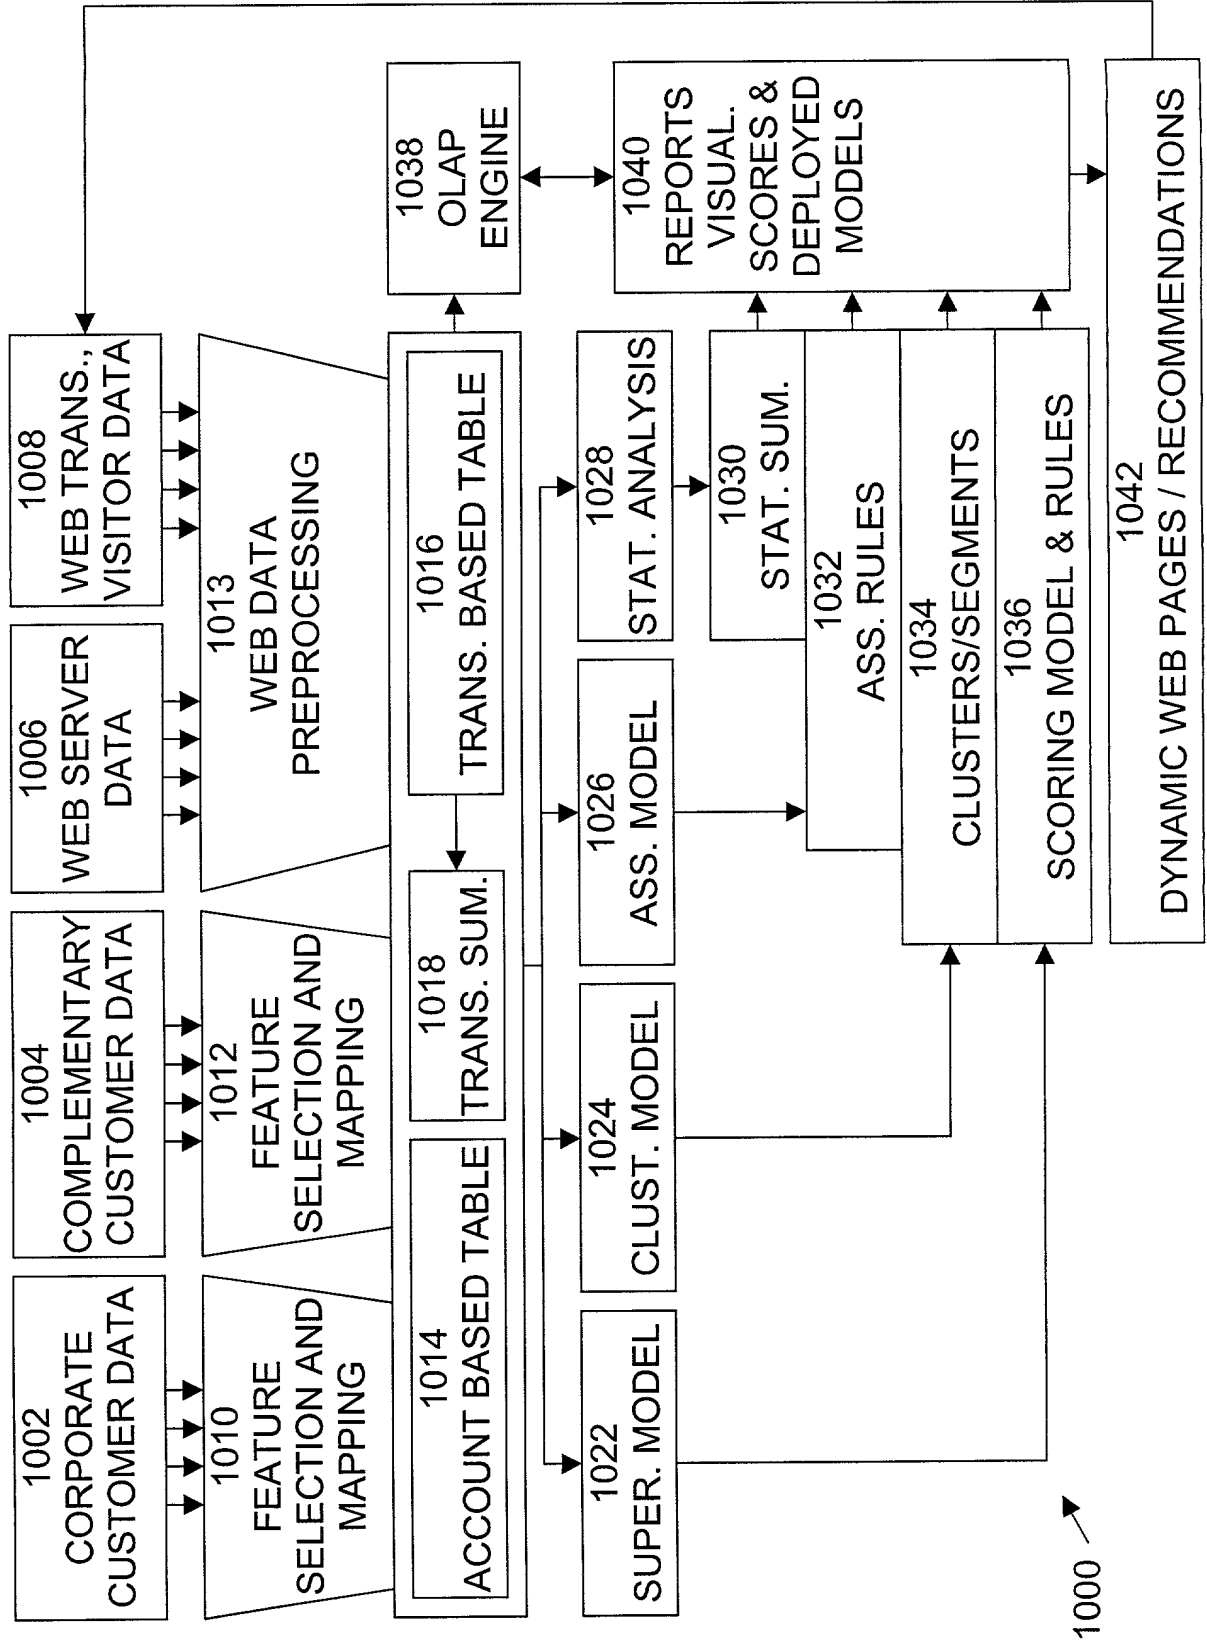 1002
CORPORATE
CUSTOMER DATA
1004
COMPLEMENTARY
CUSTOMER DATA
1006
WEB SERVER
DATA
1008
WEB TRANS.,
VISITOR DATA
1010
FEATURE
SELECTION AND
MAPPING
1012
FEATURE
SELECTION AND
MAPPING
1013
WEB DATA
PREPROCESSING
1014
ACCOUNT BASED TABLE
1018
TRANS. SUM.
1016
TRANS. BASED TABLE
1038
OLAP
ENGINE
1022
SUPER. MODEL
1024
CLUST. MODEL
1026
ASS. MODEL
1028
STAT. ANALYSIS
1030
STAT. SUM.
1032
ASS. RULES
1034
CLUSTERS/SEGMENTS
1036
SCORING MODEL & RULES
1040
REPORTS
VISUAL.
SCORES &
DEPLOYED
MODELS
1042
DYNAMIC WEB PAGES / RECOMMENDATIONS
1000